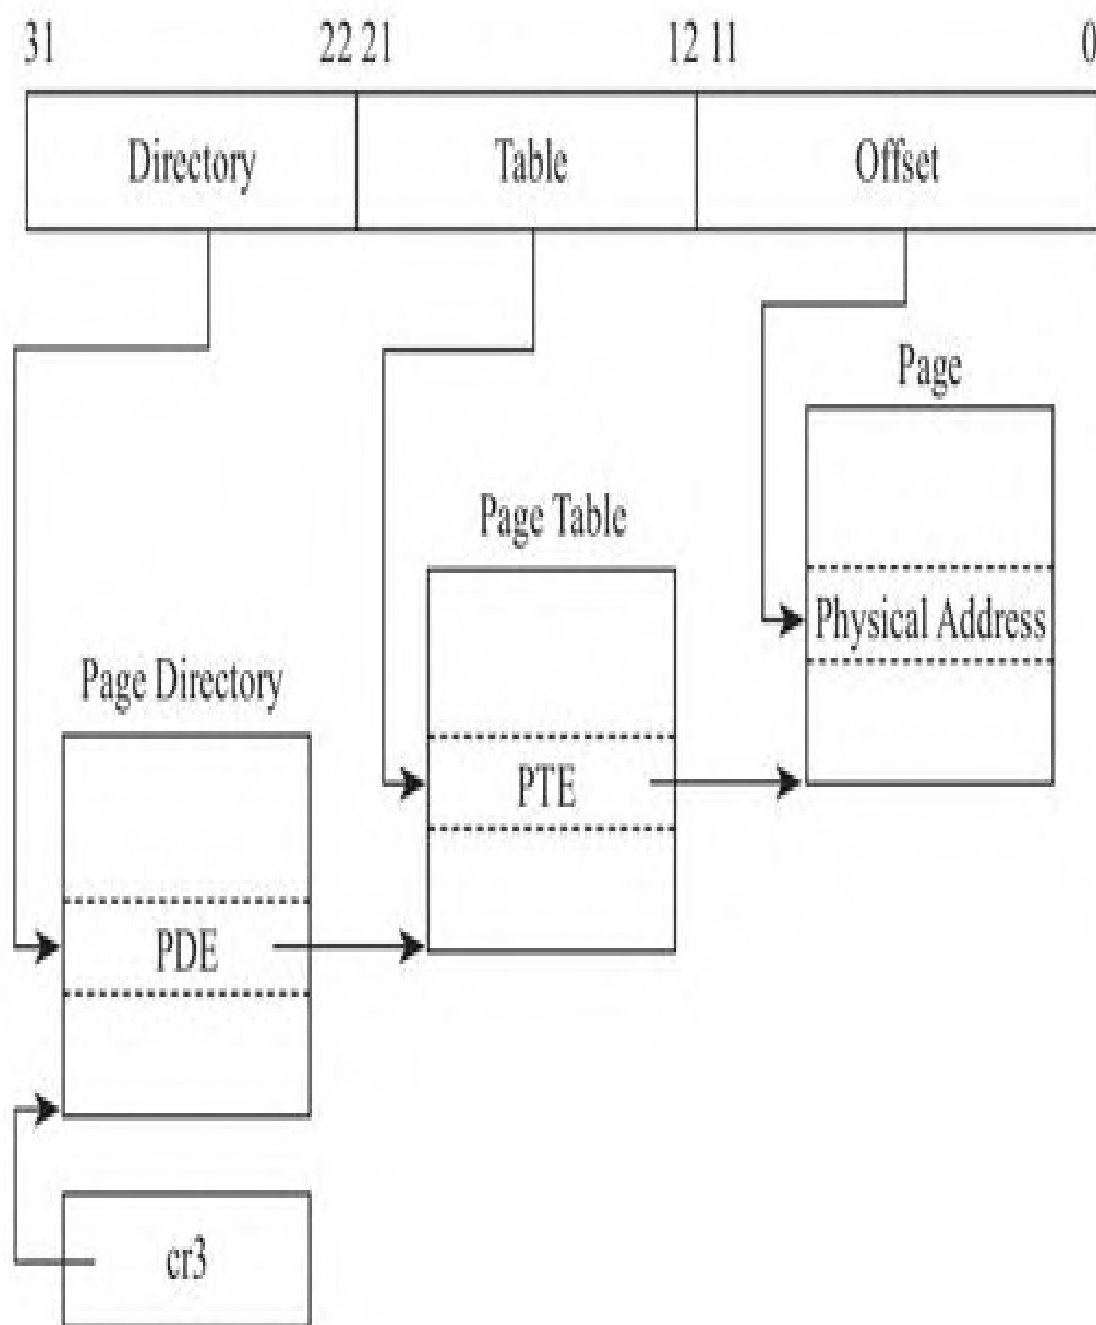 31 22 21 12 11 0
Directory Table Offset
Page
Page Table
Physical Address
Page Directory
PTE
PDE
cr3